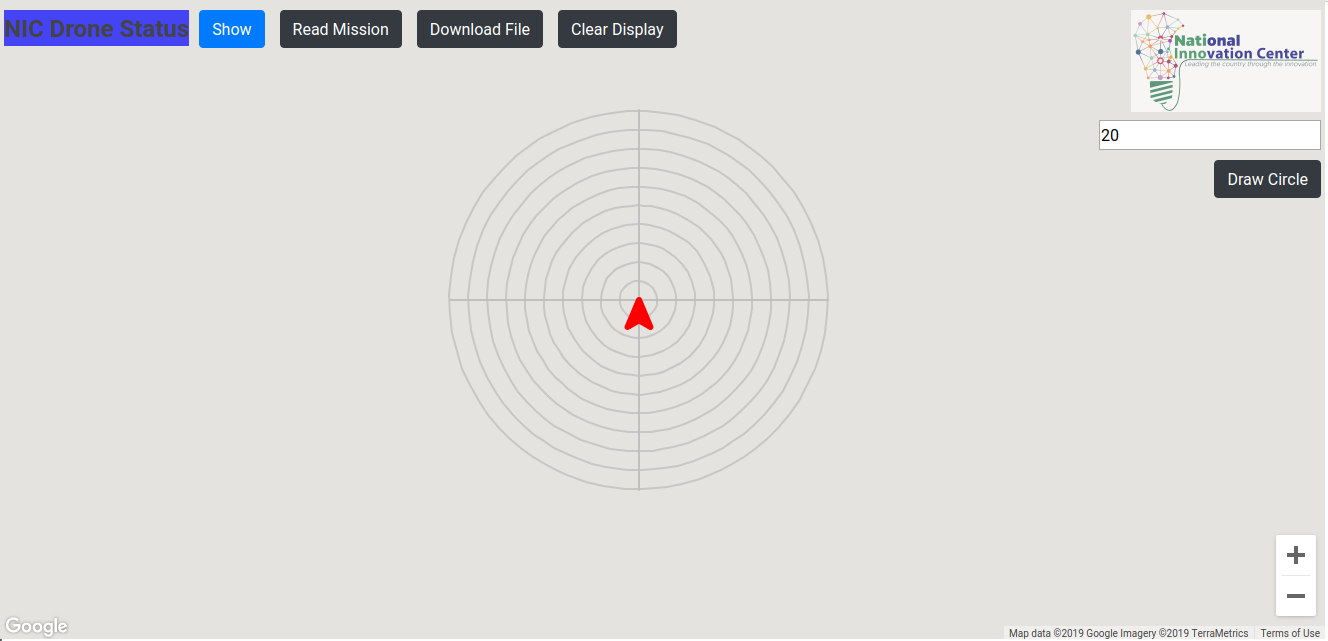 NIC Drone Status
Show
Read Mission
Download File
Clear Display
National
Innovation Center
Leading the country through the innovation
20
Draw Circle
+
−
Google
Map data ©2019 Google Imagery ©2019 TerraMetrics
Terms of Use